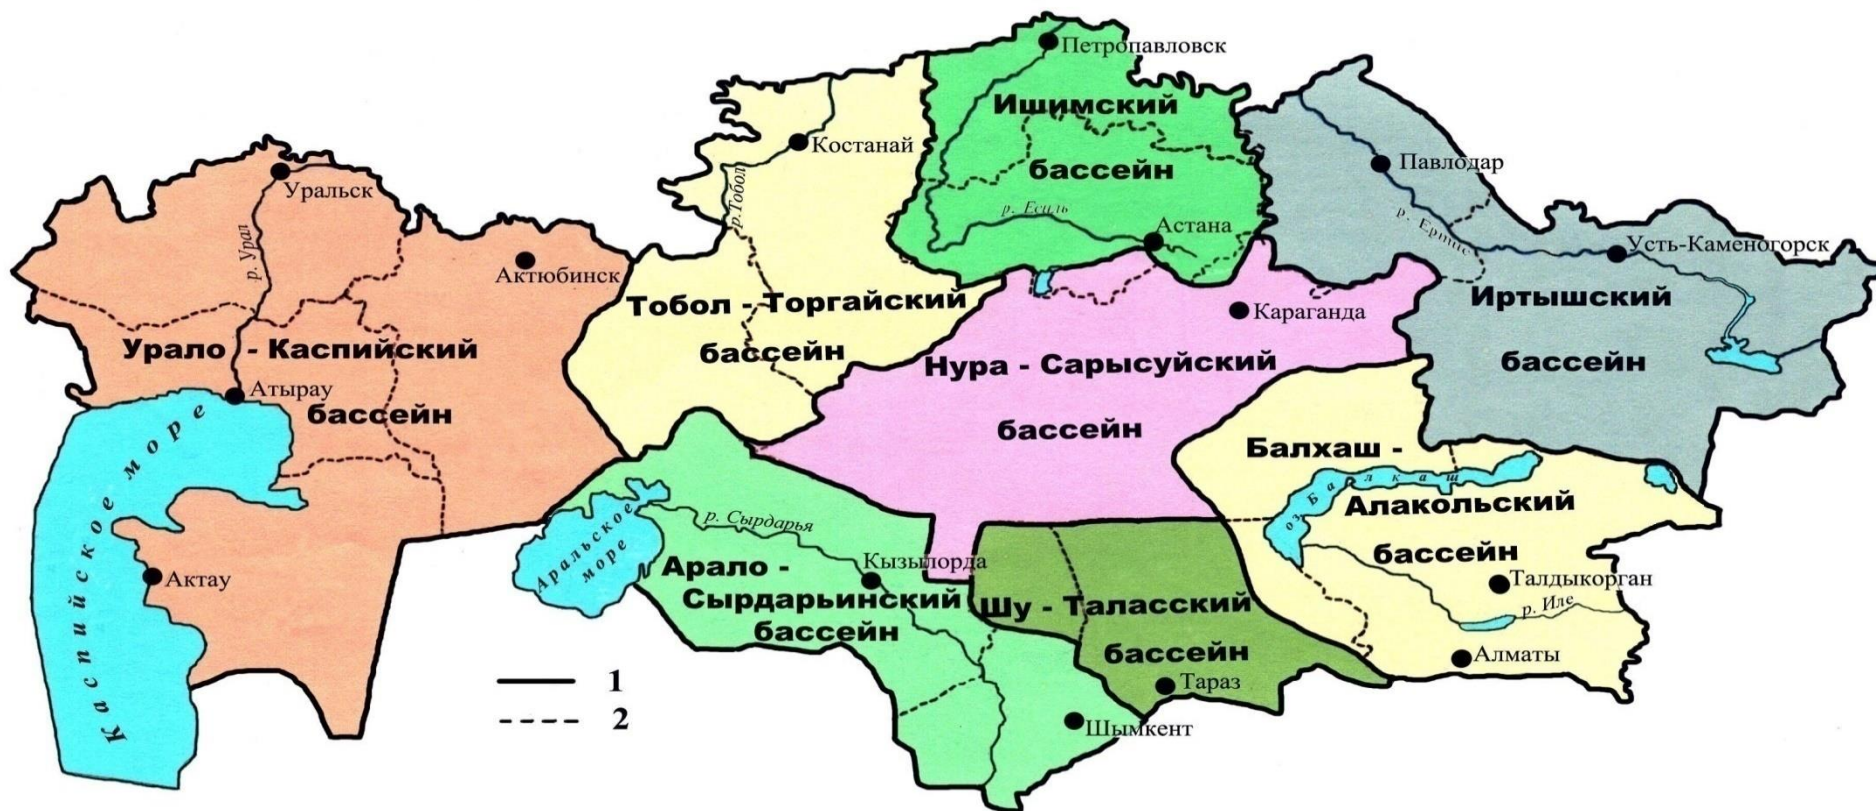 Петропавловск
Ишимский
бассейн
р. Есиль
Астана
Костанай
р.Тобол
Тобол - Торгайский
бассейн
Павлодар
р. Ертис
Усть-Каменогорск
Иртышский
бассейн
Уральск
р. Урал
Актюбинск
Урало - Каспийский
бассейн
Атырау
Каспийское море
Актау
Караганда
Нура - Сарысуйский
бассейн
Балхаш -
Алакольский
бассейн
оз. Балкаш
Талдыкорган
р. Иле
Алматы
Аральское
море
р. Сырдарья
Кызылорда
Арало -
Сырдарьинский
бассейн
Шымкент
Шу - Таласский
бассейн
Тараз
1
2